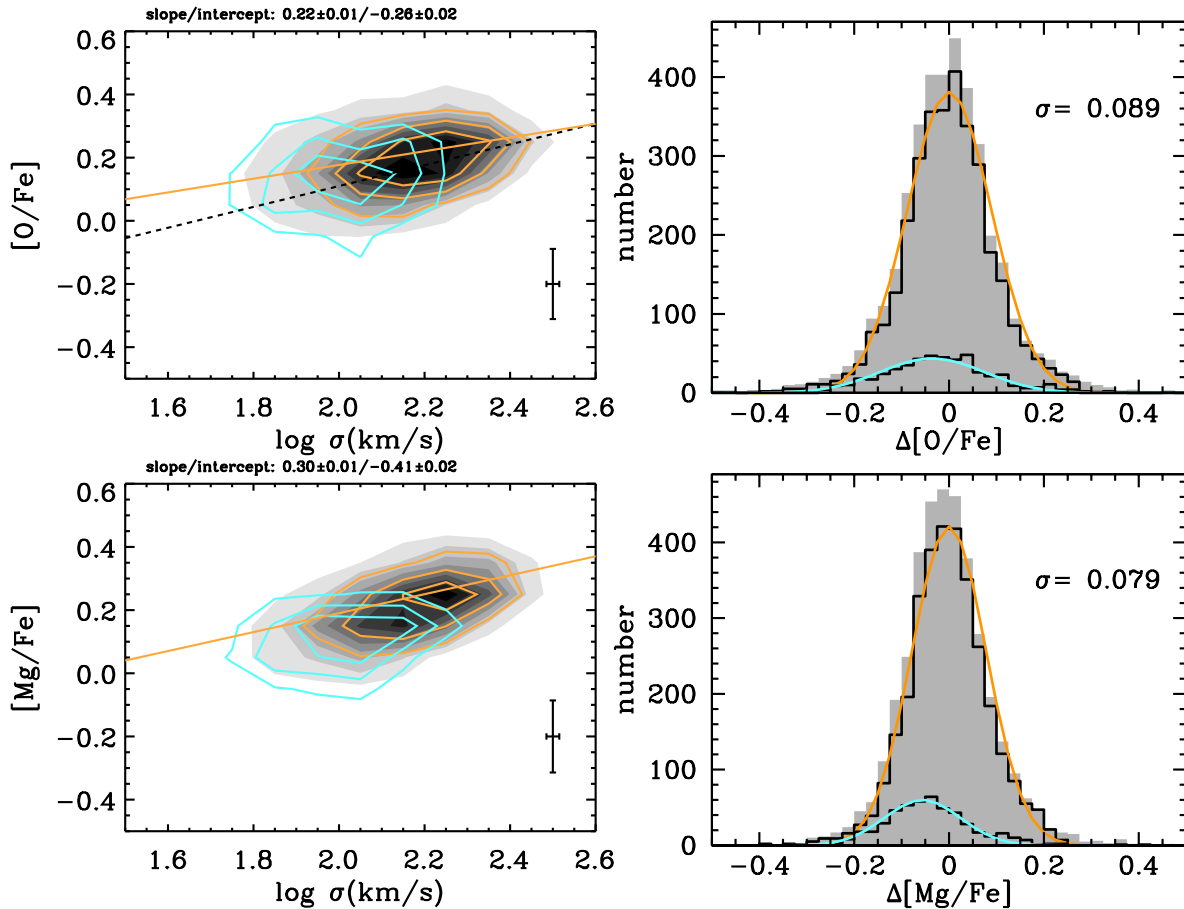 slope/intercept: 0.22±0.01/−0.26±0.02
0.6
0.4
0.2
0.0
−0.2
−0.4
[O/Fe]
1.6 1.8 2.0 2.2 2.4 2.6
log σ(km/s)
400
300
200
100
0
number
σ= 0.089
−0.4 −0.2 0 0.2 0.4
Δ[O/Fe]
slope/intercept: 0.30±0.01/−0.41±0.02
0.6
0.4
0.2
0.0
−0.2
−0.4
[Mg/Fe]
1.6 1.8 2.0 2.2 2.4 2.6
log σ(km/s)
400
300
200
100
0
number
σ= 0.079
−0.4 −0.2 0 0.2 0.4
Δ[Mg/Fe]